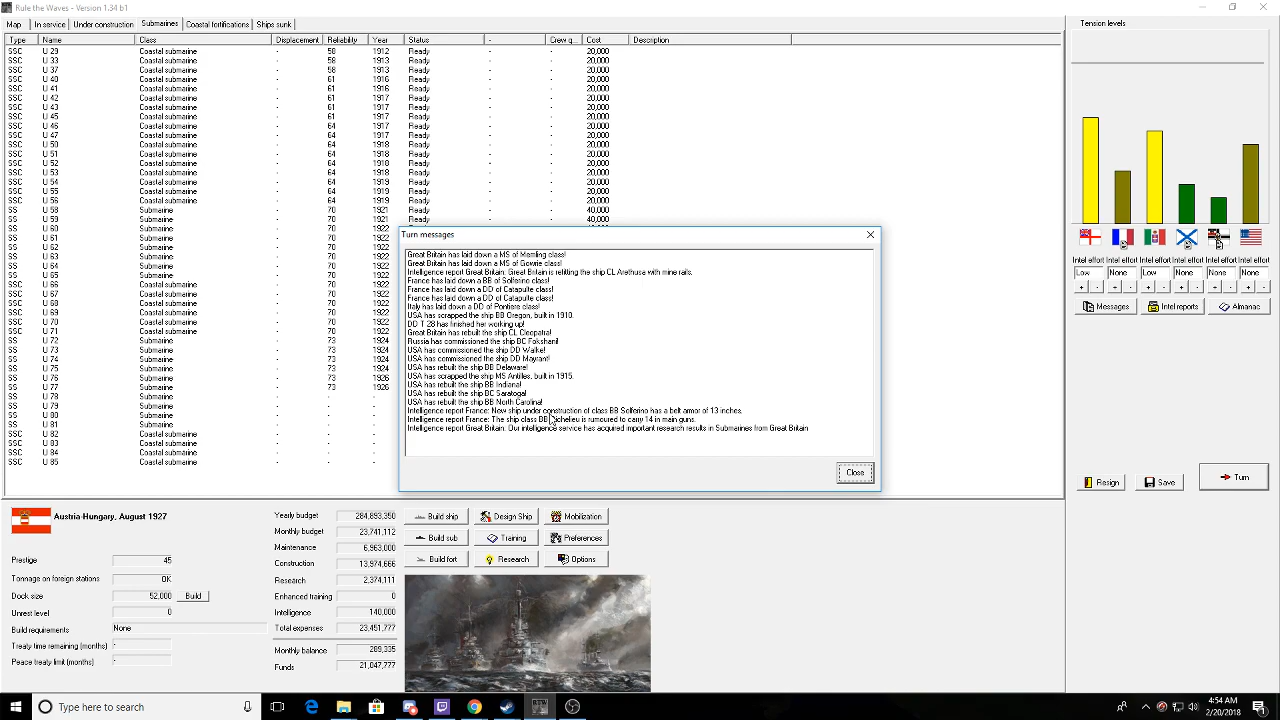 Rule the Waves - Version 1.34 b1
Map In service Under construction Submarines Coastal fortifications Ships sunk
Type Name Class Displacement Reliability Year Status - Crew q... Cost Description
SSC U 29 Coastal submarine - 58 1912 Ready - - 20,000
SSC U 33 Coastal submarine - 58 1913 Ready - - 20,000
SSC U 37 Coastal submarine - 58 1913 Ready - - 20,000
SSC U 40 Coastal submarine - 61 1916 Ready - - 20,000
SSC U 41 Coastal submarine - 61 1916 Ready - - 20,000
SSC U 42 Coastal submarine - 61 1917 Ready - - 20,000
SSC U 43 Coastal submarine - 61 1917 Ready - - 20,000
SSC U 45 Coastal submarine - 61 1917 Ready - - 20,000
SSC U 46 Coastal submarine - 64 1917 Ready - - 20,000
SSC U 47 Coastal submarine - 64 1917 Ready - - 20,000
SSC U 50 Coastal submarine - 64 1918 Ready - - 20,000
SSC U 51 Coastal submarine - 64 1918 Ready - - 20,000
SSC U 52 Coastal submarine - 64 1918 Ready - - 20,000
SSC U 53 Coastal submarine - 64 1918 Ready - - 20,000
SSC U 54 Coastal submarine - 64 1919 Ready - - 20,000
SSC U 55 Coastal submarine - 64 1919 Ready - - 20,000
SSC U 56 Coastal submarine - 64 1919 Ready - - 20,000
SS U 58 Submarine - 70 1921 Ready - - 40,000
SS U 59 Submarine - 70 1921 Ready - - 40,000
SS U 60 Submarine - 70 1921
SS U 61 Submarine - 70 1921
SS U 62 Submarine - 70 1922
SS U 63 Submarine - 70 1922
SS U 64 Submarine - 70 1922
SS U 65 Submarine - 70 1922
SSC U 66 Coastal submarine - 70 1922
SSC U 67 Coastal submarine - 70 1922
SSC U 68 Coastal submarine - 70 1922
SSC U 69 Coastal submarine - 70 1922
SSC U 70 Coastal submarine - 70 1922
SSC U 71 Coastal submarine - 70 1922
SS U 72 Submarine - 73 1924
SS U 73 Submarine - 73 1924
SS U 74 Submarine - 73 1924
SS U 75 Submarine - 73 1924
SS U 76 Submarine - 73 1926
SS U 77 Submarine - 73 1926
SS U 78 Submarine - - -
SS U 79 Submarine - - -
SS U 80 Submarine - - -
SS U 81 Submarine - - -
SSC U 82 Coastal submarine - - -
SSC U 83 Coastal submarine - - -
SSC U 84 Coastal submarine - - -
SSC U 85 Coastal submarine - - -
Turn messages
Great Britain has laid down a MS of Memling class!
Great Britain has laid down a MS of Gowrie class!
Intelligence report Great Britain: Great Britain is refitting the ship CL Arethusa with mine rails.
France has laid down a BB of Solferino class!
France has laid down a DD of Catapulte class!
France has laid down a DD of Catapulte class!
Italy has laid down a DD of Pontiere class!
USA has scrapped the ship BB Oregon, built in 1910.
DD T 28 has finished her working up!
Great Britain has rebuilt the ship CL Cleopatra!
Russia has commissioned the ship BC Fokshani!
USA has commissioned the ship DD Walke!
USA has commissioned the ship DD Mayrant!
USA has rebuilt the ship BB Delaware!
USA has scrapped the ship MS Antilles, built in 1915.
USA has rebuilt the ship BB Indiana!
USA has rebuilt the ship BC Saratoga!
USA has rebuilt the ship BB North Carolina!
Intelligence report France: New ship under construction of class BB Solferino has a belt armor of 13 inches.
Intelligence report France: The ship class BB Richelieu is rumoured to carry 14 in main guns.
Intelligence report Great Britain: Our intelligence service has acquired important research results in Submarines from Great Britain
Close
Tension levels
Intel effort Intel effort Intel effort Intel effort Intel effort Intel effort
Low None Low None None None
+ - + - + - + - + - + -
Messages Intel reports Almanac
Resign Save Turn
Austria-Hungary, August 1927
Prestige 45
Tonnage on foreign stations OK
Dock size 52,000 Build
Unrest level 0
Build requirements None
Treaty time remaining (months) -
Peace treaty limit (months) -
Yearly budget 284,893,350
Monthly budget 23,741,112
Maintenance 6,963,000
Construction 13,974,666
Research 2,374,111
Enhanced training 0
Intelligence 140,000
Total expenses 23,451,777
Monthly balance 289,335
Funds 21,047,777
Build ship Design Ship Mobilization
Build sub Training Preferences
Build fort Research Options
Type here to search
4:54 AM
2/20/2018